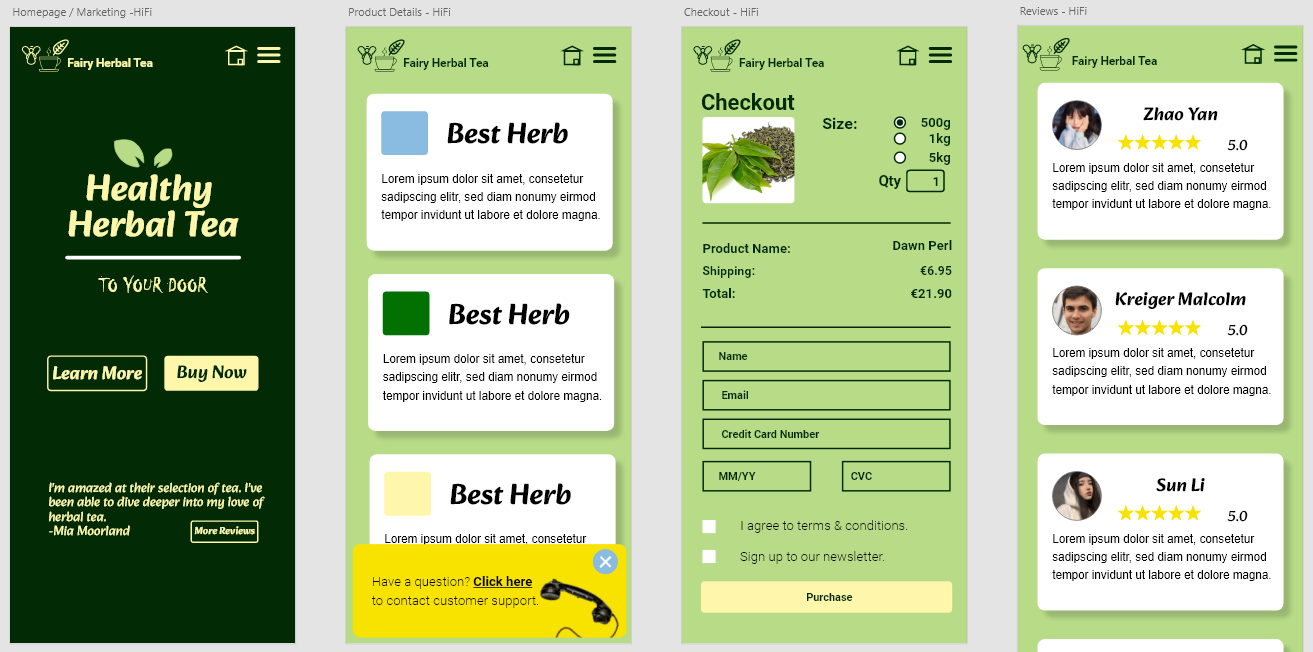 Homepage / Marketing -HiFi
Fairy Herbal Tea
Healthy
Herbal Tea
TO YOUR DOOR
Learn More
Buy Now
I'm amazed at their selection of tea. I've
been able to dive deeper into my love of
herbal tea.
-Mia Moorland
More Reviews
Product Details - HiFi
Fairy Herbal Tea
Best Herb
Lorem ipsum dolor sit amet, consetetur
sadipscing elitr, sed diam nonumy eirmod
tempor invidunt ut labore et dolore magna.
Best Herb
Lorem ipsum dolor sit amet, consetetur
sadipscing elitr, sed diam nonumy eirmod
tempor invidunt ut labore et dolore magna.
Best Herb
Lorem ipsum dolor sit amet, consetetur
Have a question? Click here
to contact customer support.
Checkout - HiFi
Fairy Herbal Tea
Checkout
Size:
500g
1kg
5kg
Qty 1
Product Name: Dawn Perl
Shipping: €6.95
Total: €21.90
Name
Email
Credit Card Number
MM/YY
CVC
I agree to terms & conditions.
Sign up to our newsletter.
Purchase
Reviews - HiFi
Fairy Herbal Tea
Zhao Yan
5.0
Lorem ipsum dolor sit amet, consetetur
sadipscing elitr, sed diam nonumy eirmod
tempor invidunt ut labore et dolore magna.
Kreiger Malcolm
5.0
Lorem ipsum dolor sit amet, consetetur
sadipscing elitr, sed diam nonumy eirmod
tempor invidunt ut labore et dolore magna.
Sun Li
5.0
Lorem ipsum dolor sit amet, consetetur
sadipscing elitr, sed diam nonumy eirmod
tempor invidunt ut labore et dolore magna.